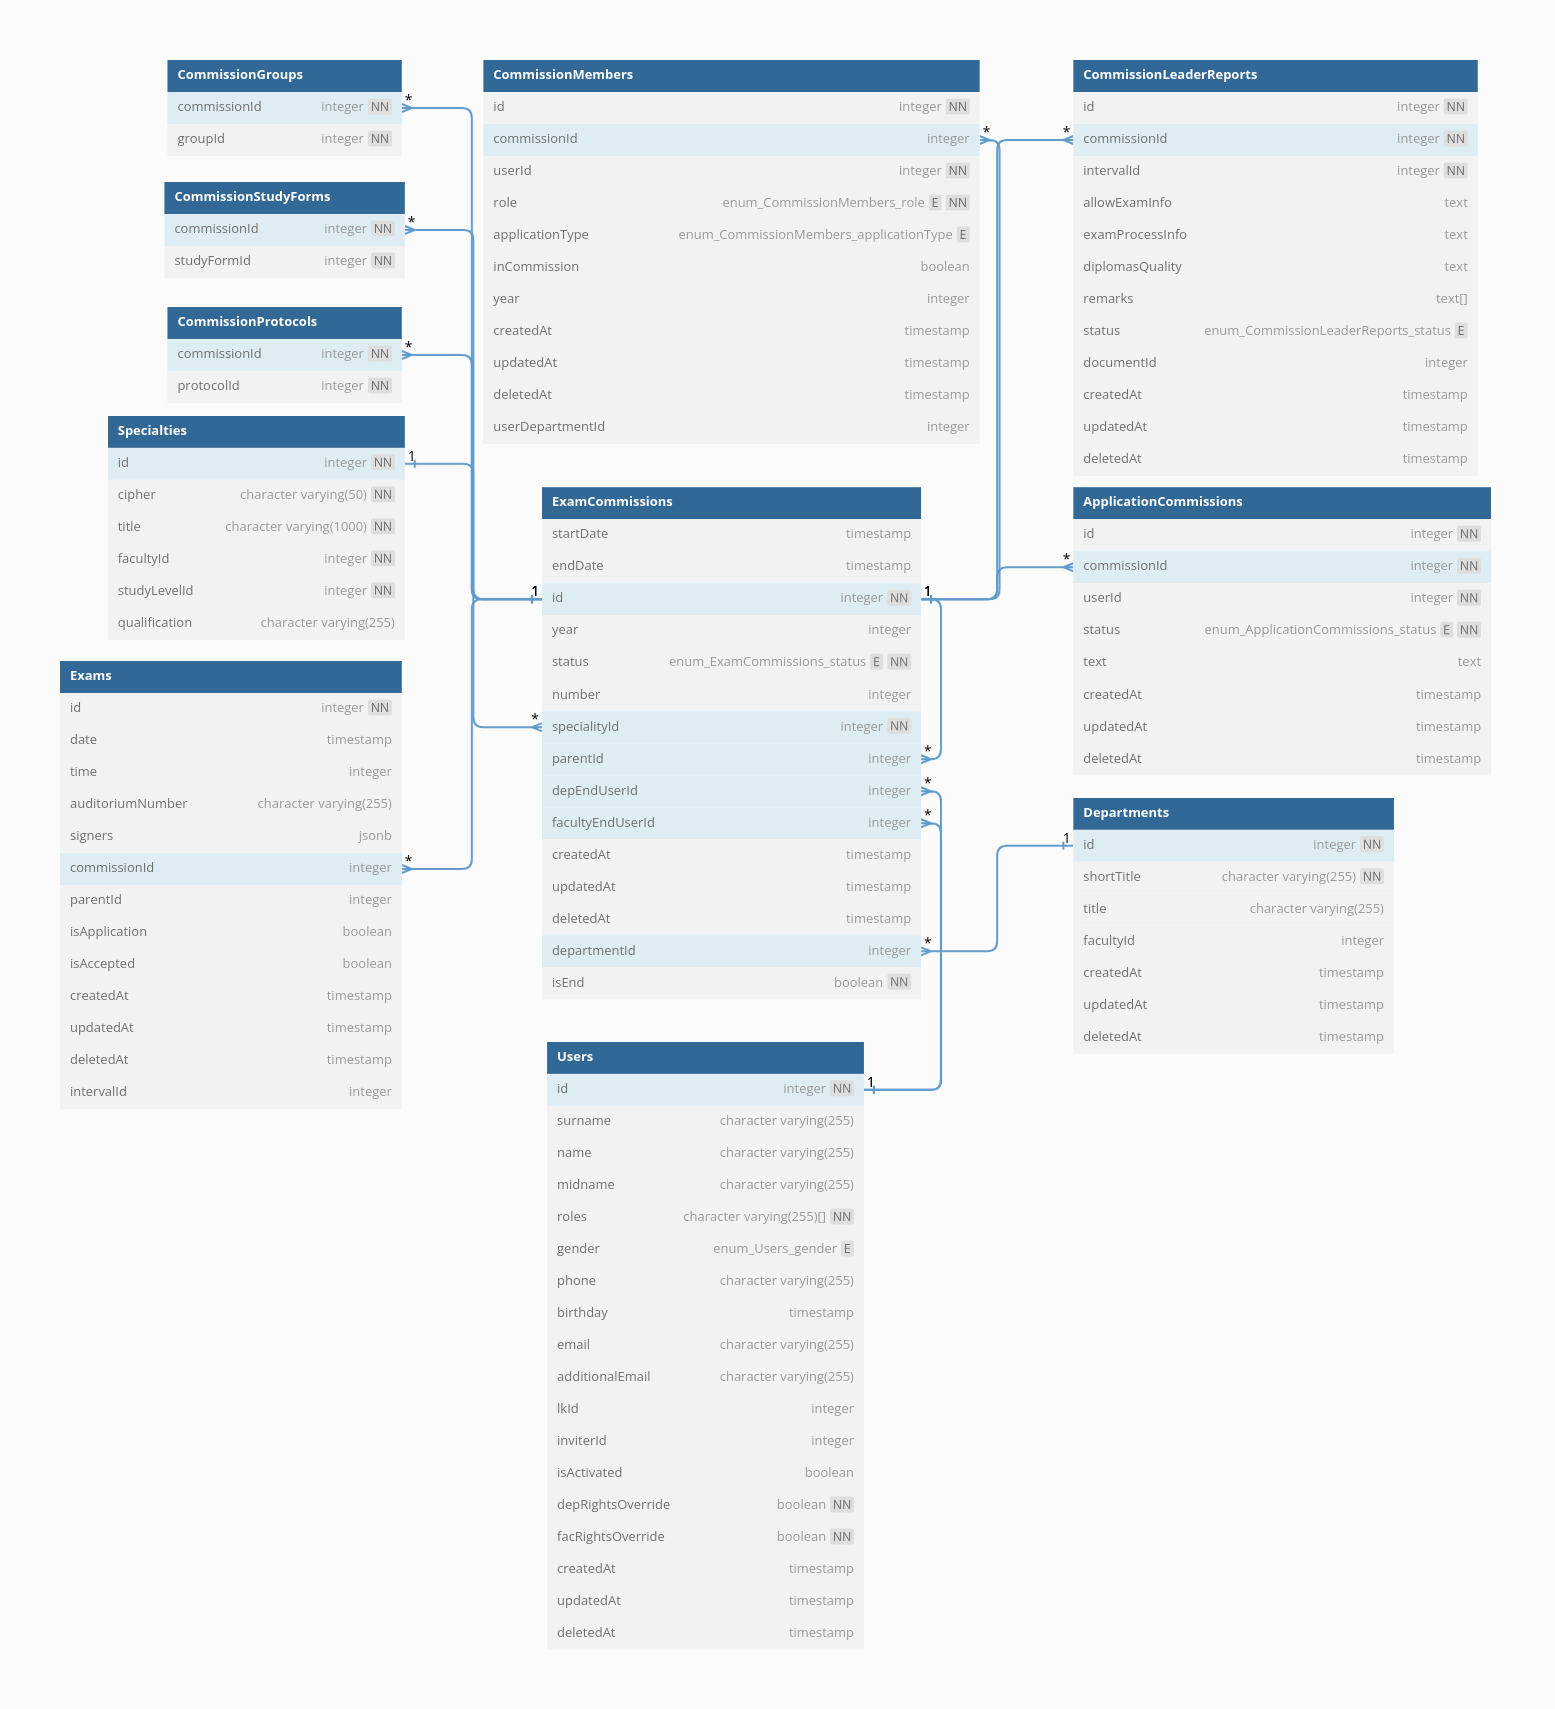 CommissionGroups
commissionId integer NN
groupId integer NN
*
CommissionStudyForms
commissionId integer NN
studyFormId integer NN
*
CommissionProtocols
commissionId integer NN
protocolId integer NN
*
Specialties
id integer NN
cipher character varying(50) NN
title character varying(1000) NN
facultyId integer NN
studyLevelId integer NN
qualification character varying(255)
1
Exams
id integer NN
date timestamp
time integer
auditoriumNumber character varying(255)
signers jsonb
commissionId integer
parentId integer
isApplication boolean
isAccepted boolean
createdAt timestamp
updatedAt timestamp
deletedAt timestamp
intervalId integer
*
CommissionMembers
id integer NN
commissionId integer
userId integer NN
role enum_CommissionMembers_role E NN
applicationType enum_CommissionMembers_applicationType E
inCommission boolean
year integer
createdAt timestamp
updatedAt timestamp
deletedAt timestamp
userDepartmentId integer
*
ExamCommissions
startDate timestamp
endDate timestamp
1 id integer NN 1
year integer
status enum_ExamCommissions_status E NN
number integer
* specialityId integer NN
parentId integer *
depEndUserId integer *
facultyEndUserId integer *
createdAt timestamp
updatedAt timestamp
deletedAt timestamp
departmentId integer *
isEnd boolean NN
Users
id integer NN 1
surname character varying(255)
name character varying(255)
midname character varying(255)
roles character varying(255)[] NN
gender enum_Users_gender E
phone character varying(255)
birthday timestamp
email character varying(255)
additionalEmail character varying(255)
lkId integer
inviterId integer
isActivated boolean
depRightsOverride boolean NN
facRightsOverride boolean NN
createdAt timestamp
updatedAt timestamp
deletedAt timestamp
CommissionLeaderReports
id integer NN
* commissionId integer NN
intervalId integer NN
allowExamInfo text
examProcessInfo text
diplomasQuality text
remarks text[]
status enum_CommissionLeaderReports_status E
documentId integer
createdAt timestamp
updatedAt timestamp
deletedAt timestamp
ApplicationCommissions
id integer NN
* commissionId integer NN
userId integer NN
status enum_ApplicationCommissions_status E NN
text text
createdAt timestamp
updatedAt timestamp
deletedAt timestamp
Departments
1 id integer NN
shortTitle character varying(255) NN
title character varying(255)
facultyId integer
createdAt timestamp
updatedAt timestamp
deletedAt timestamp